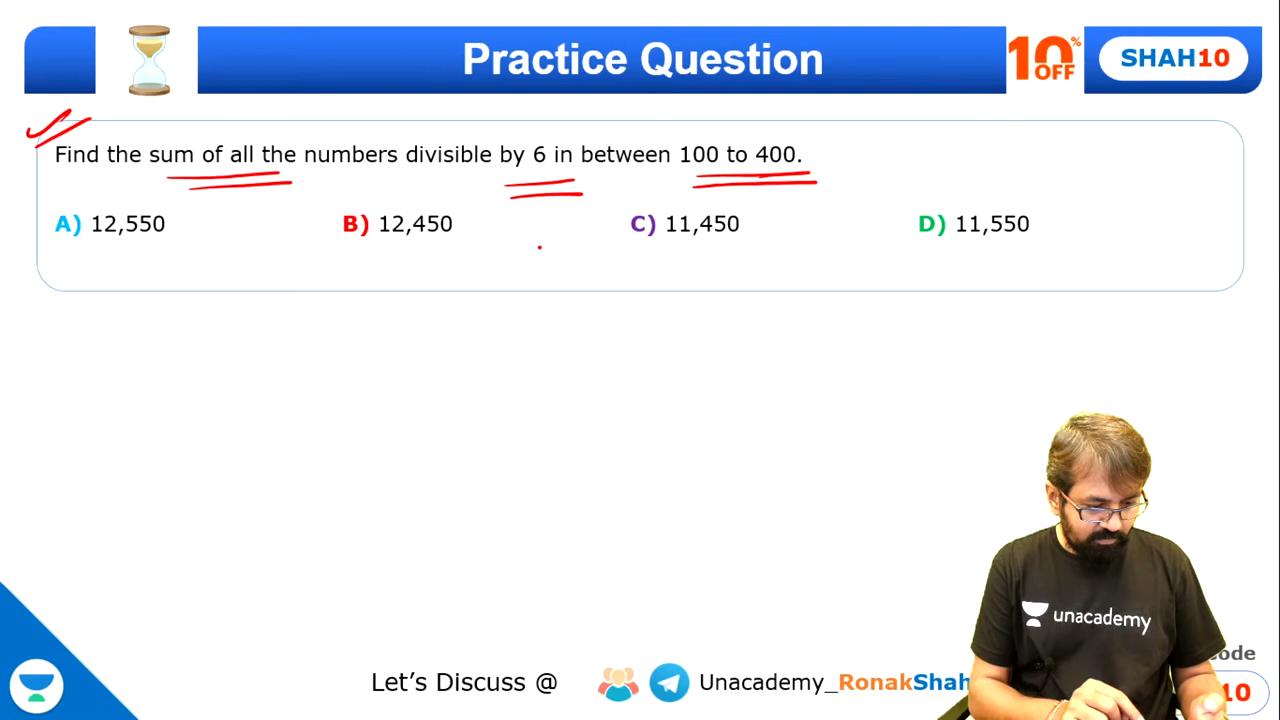 Practice Question
10% OFF
SHAH10
Find the sum of all the numbers divisible by 6 in between 100 to 400.
A) 12,550 B) 12,450 C) 11,450 D) 11,550
unacademy
Let's Discuss @ Unacademy_RonakShah
10